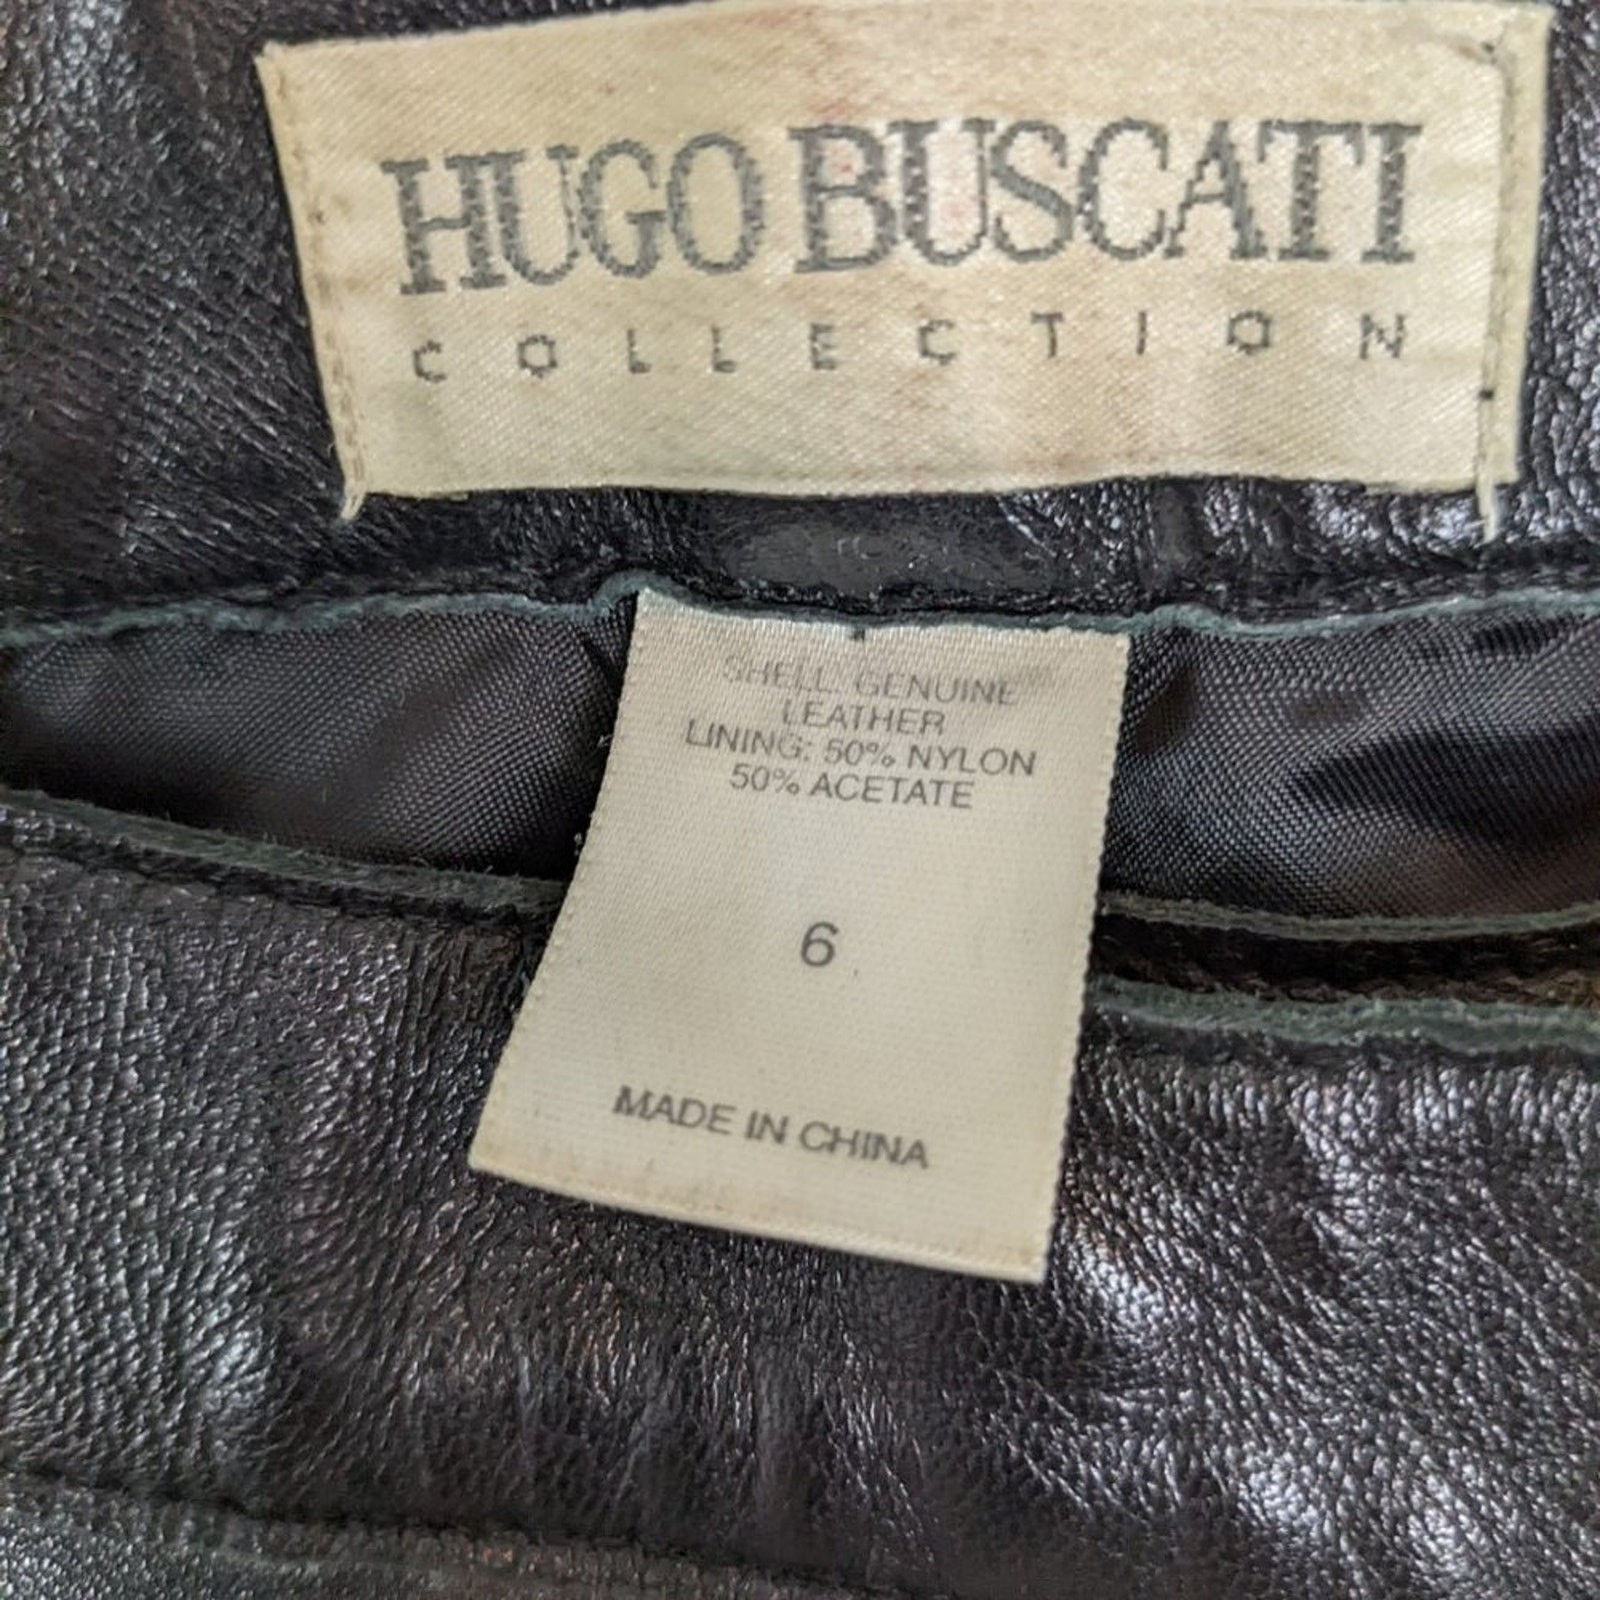 HUGO BUSCATI
COLLECTION
SHELL: GENUINE
LEATHER
LINING: 50% NYLON
50% ACETATE
6
MADE IN CHINA